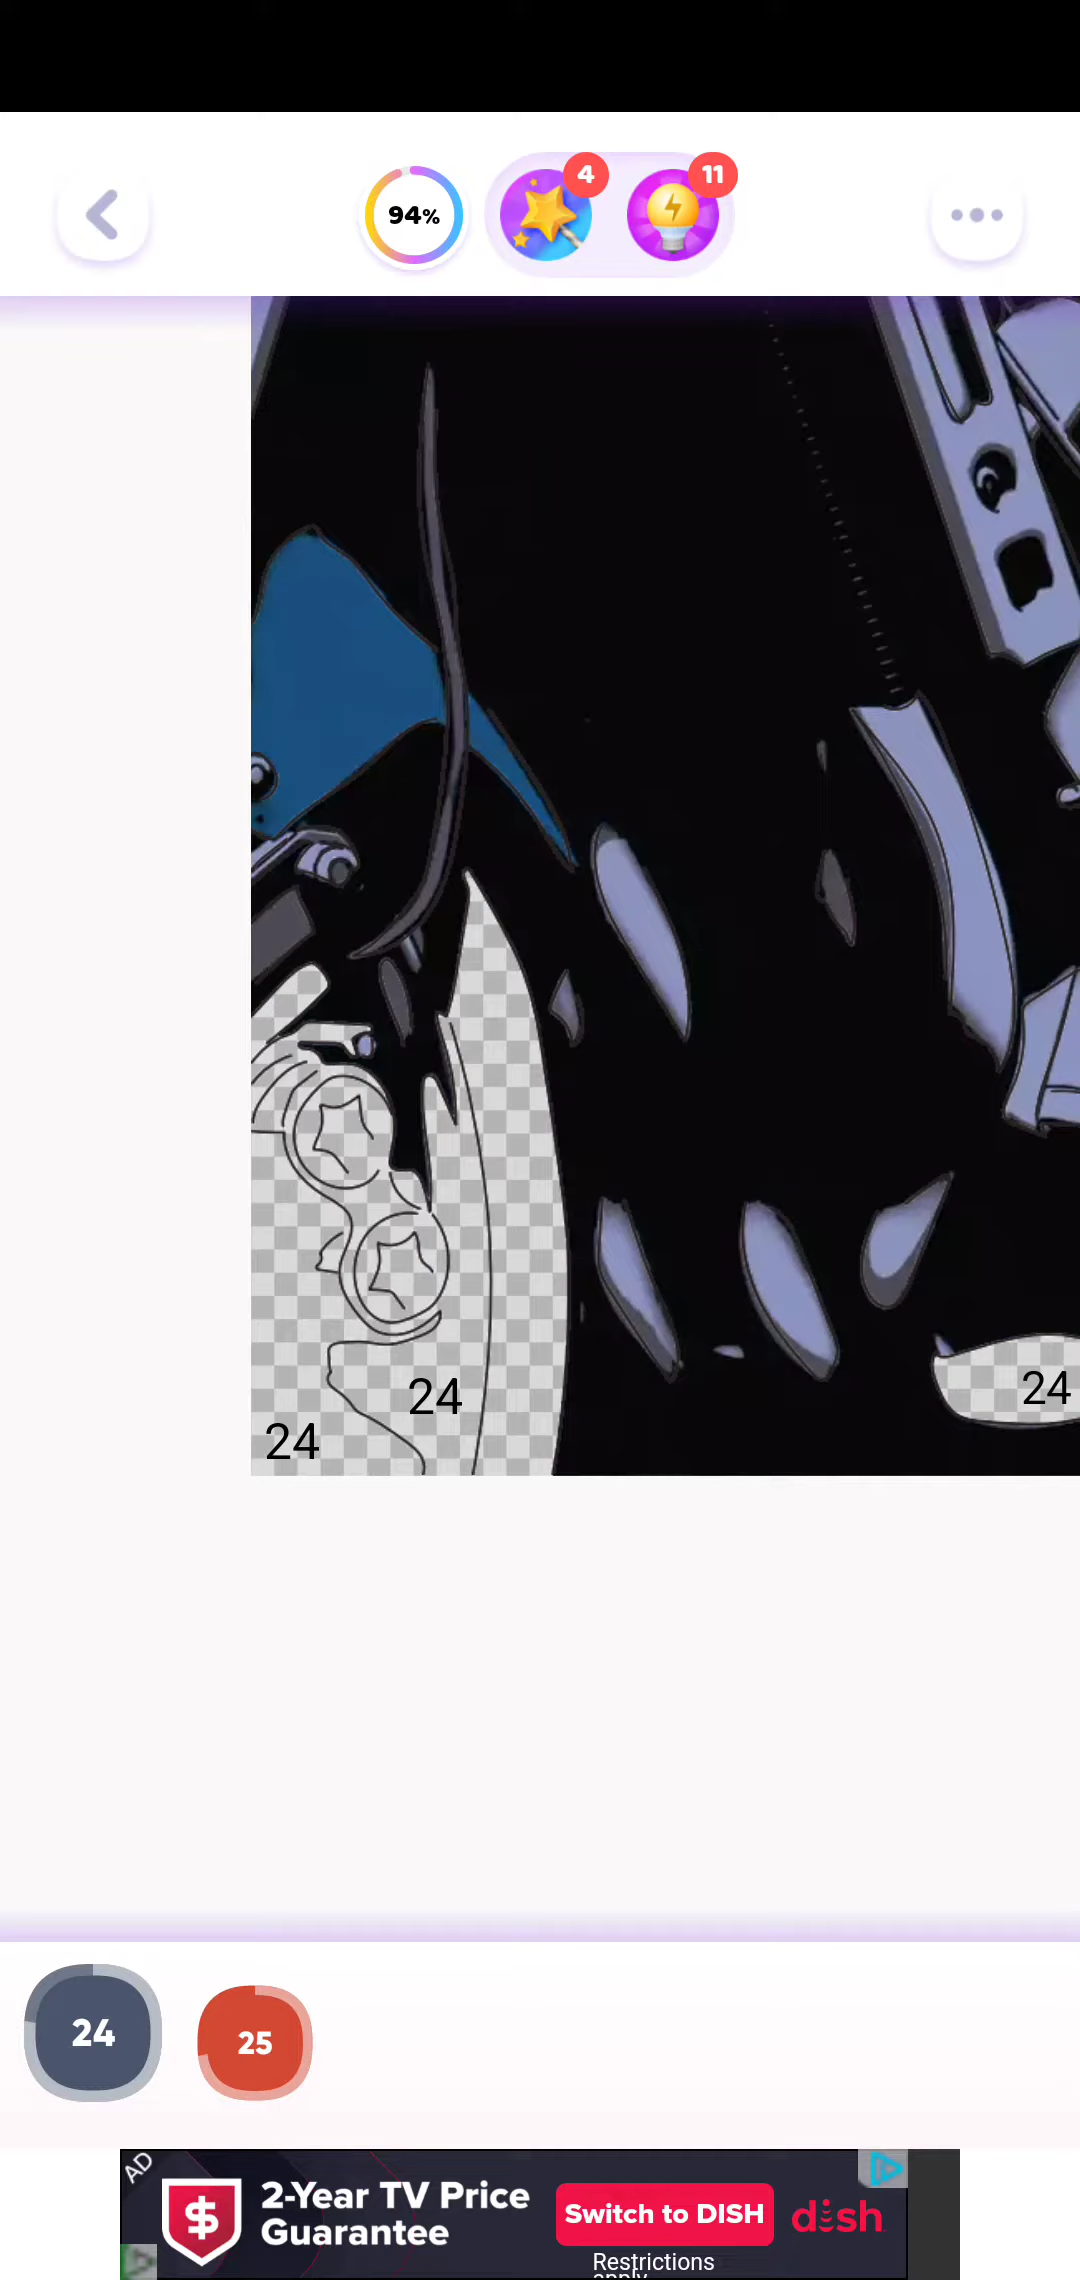 94%
4
11
24
24
24
24
25
AD
2-Year TV Price
Guarantee
$
Switch to DISH
dish
Restrictions
apply